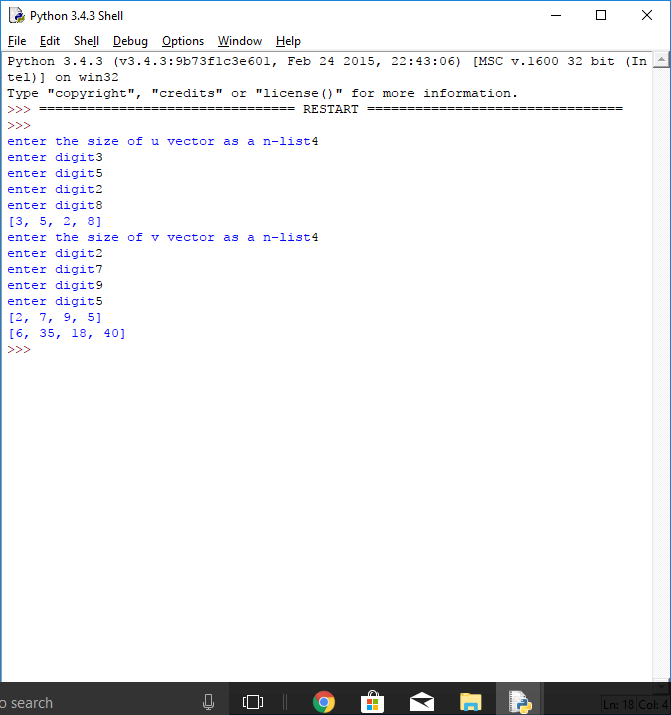 Python 3.4.3 Shell
File Edit Shell Debug Options Window Help
Python 3.4.3 (v3.4.3:9b73f1c3e601, Feb 24 2015, 22:43:06) [MSC v.1600 32 bit (In
tel)] on win32
Type "copyright", "credits" or "license()" for more information.
>>> ================================ RESTART ================================
>>>
enter the size of u vector as a n-list4
enter digit3
enter digit5
enter digit2
enter digit8
[3, 5, 2, 8]
enter the size of v vector as a n-list4
enter digit2
enter digit7
enter digit9
enter digit5
[2, 7, 9, 5]
[6, 35, 18, 40]
>>>
o search
Ln: 18 Col: 4